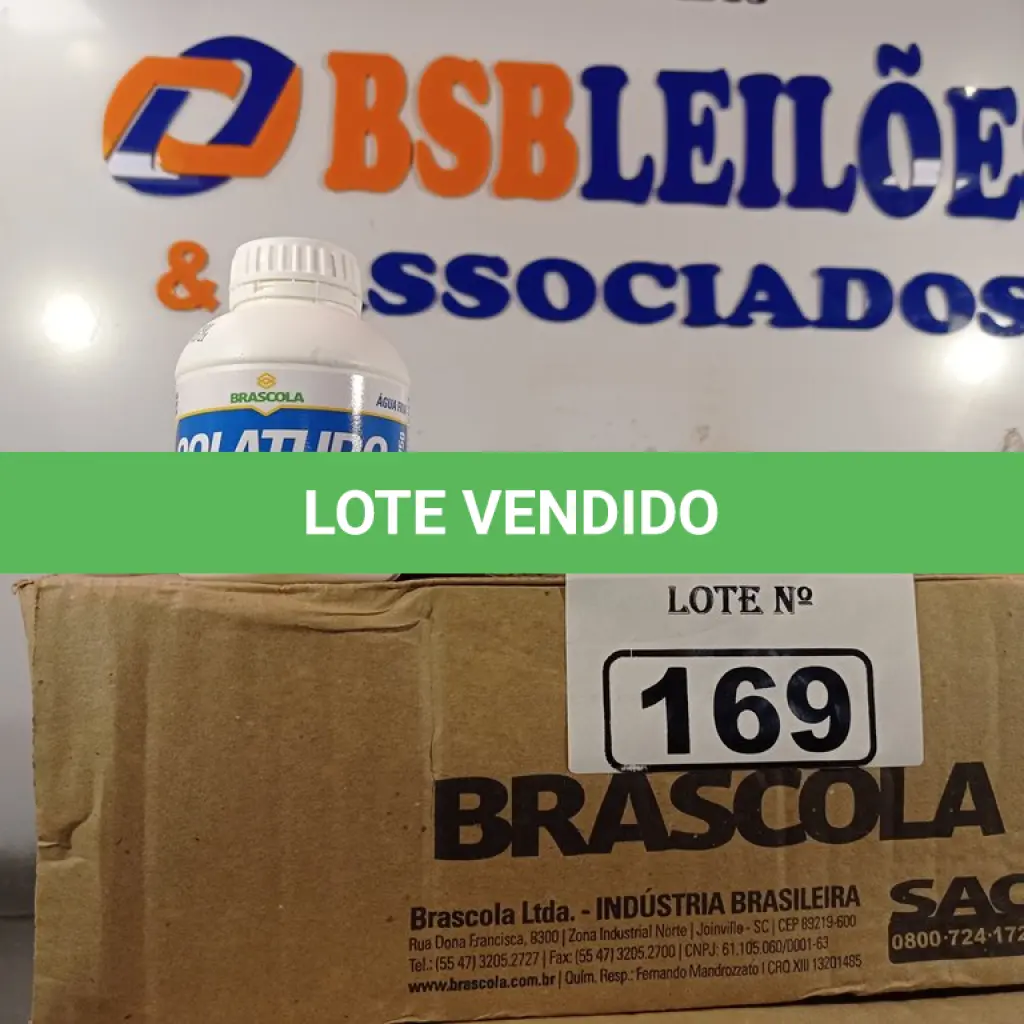 BSBLEILÕE
& ASSOCIADOS
BRASCOLA
ÁGUA
LOTE VENDIDO
LOTE Nº
169
BRASCOLA
Brascola Ltda. - INDÚSTRIA BRASILEIRA
Rua Dona Francisca, 8300 | Zona Industrial Norte | Joinville - SC | CEP 89219-600
Tel.: (55 47) 3205.2727 | Fax: (55 47) 3205.2700 | CNPJ: 61.105.060/0001-63
www.brascola.com.br | Quím. Resp.: Fernando Mandrozzato | CRQ XIII 13201485
SAC
0800-724-172